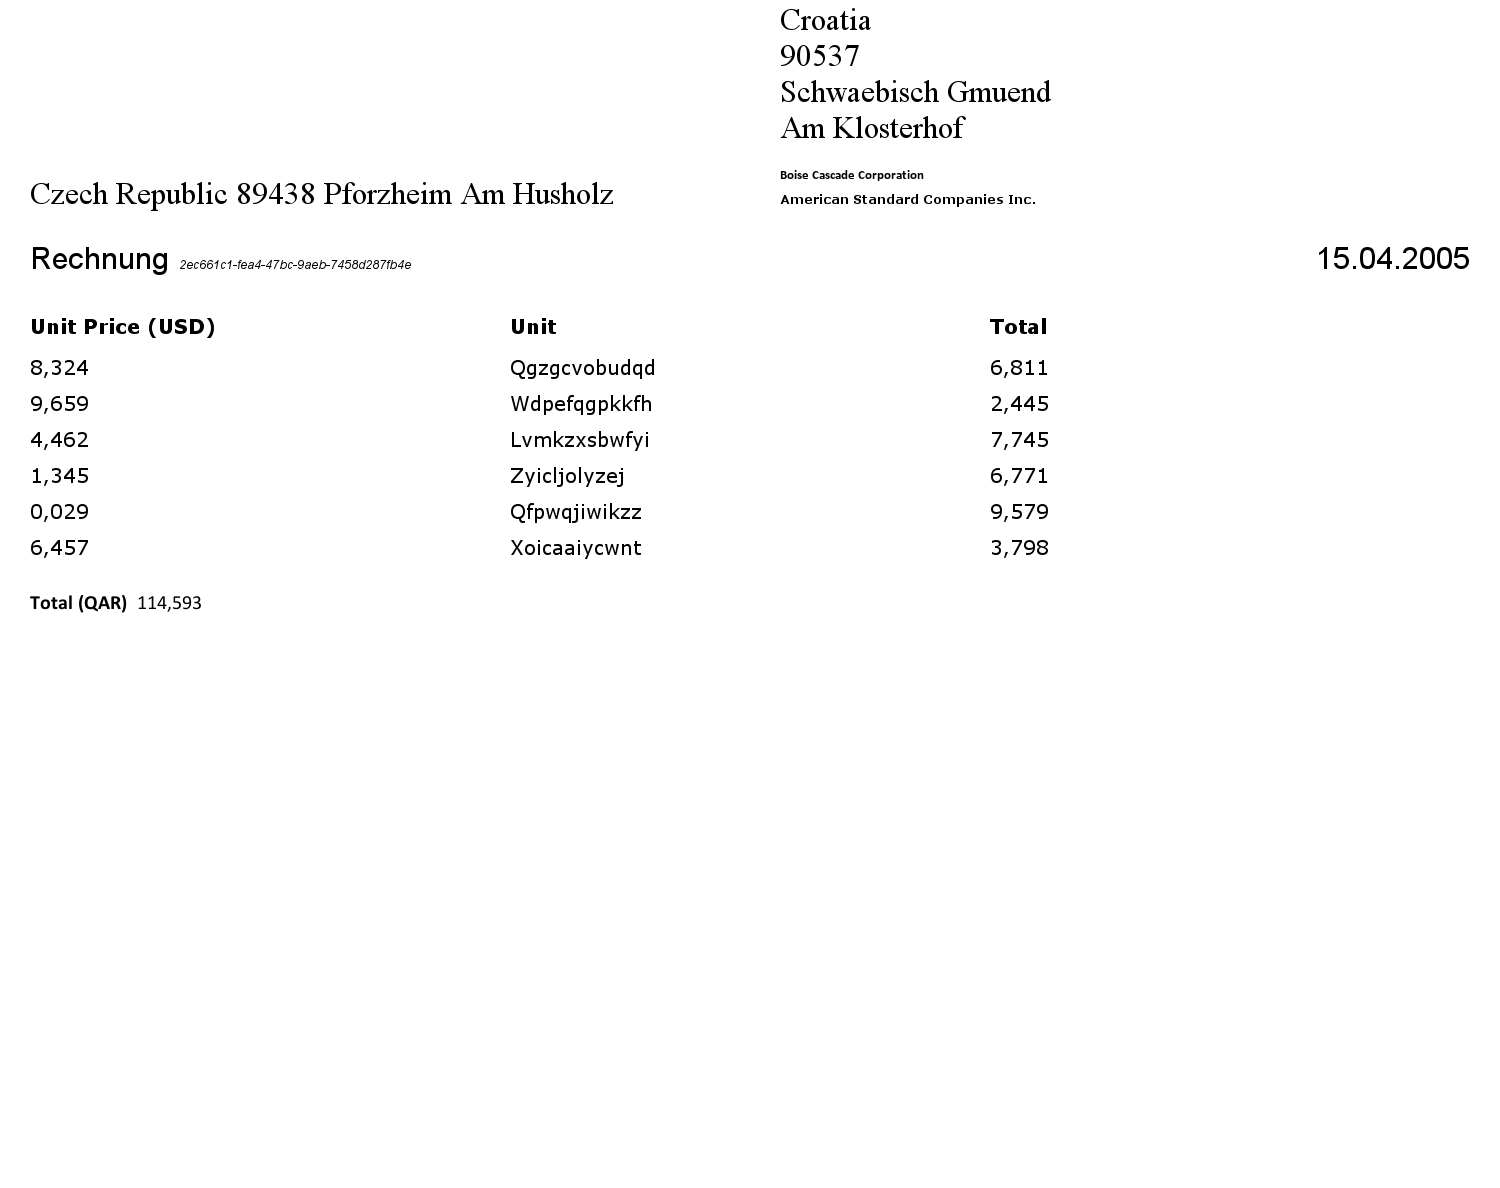 Croatia
90537
Schwaebisch Gmuend
Am Klosterhof
Boise Cascade Corporation
Czech Republic 89438 Pforzheim Am Husholz
American Standard Companies Inc.
Rechnung 2ec661c1-fea4-47bc-9aeb-7458d287fb4e 15.04.2005
Unit Price (USD) Unit Total
8,324 Qgzgcvobudqd 6,811
9,659 Wdpefqgpkkfh 2,445
4,462 Lvmkzxsbwfyi 7,745
1,345 Zyicljolyzej 6,771
0,029 Qfpwqjiwikzz 9,579
6,457 Xoicaaiycwnt 3,798
Total (QAR) 114,593